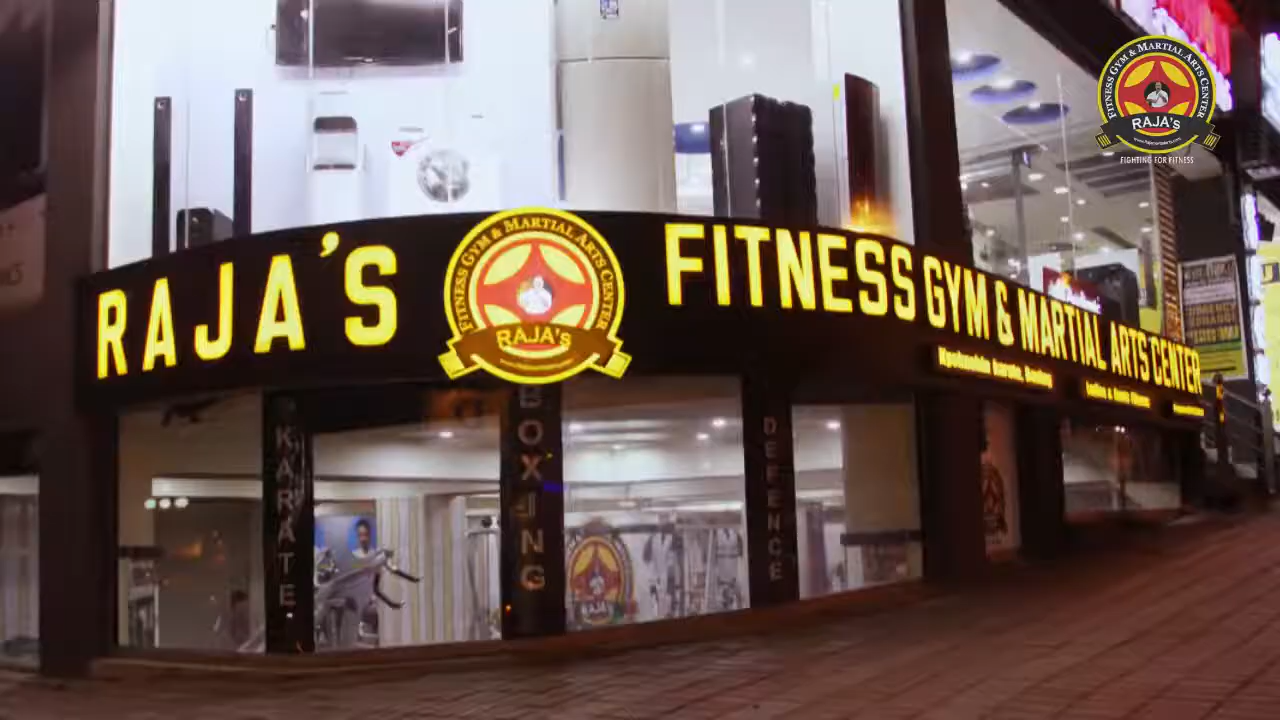 RAJA'S
FITNESS GYM & MARTIAL ARTS CENTER
RAJA'S
FITNESS GYM & MARTIAL ARTS CENTER
Kyokushin Karate, Boxing
KARATE
BOXING
DEFENCE
RAJA'S
FITNESS GYM & MARTIAL ARTS CENTER
RAJA'S
FIGHTING FOR FITNESS